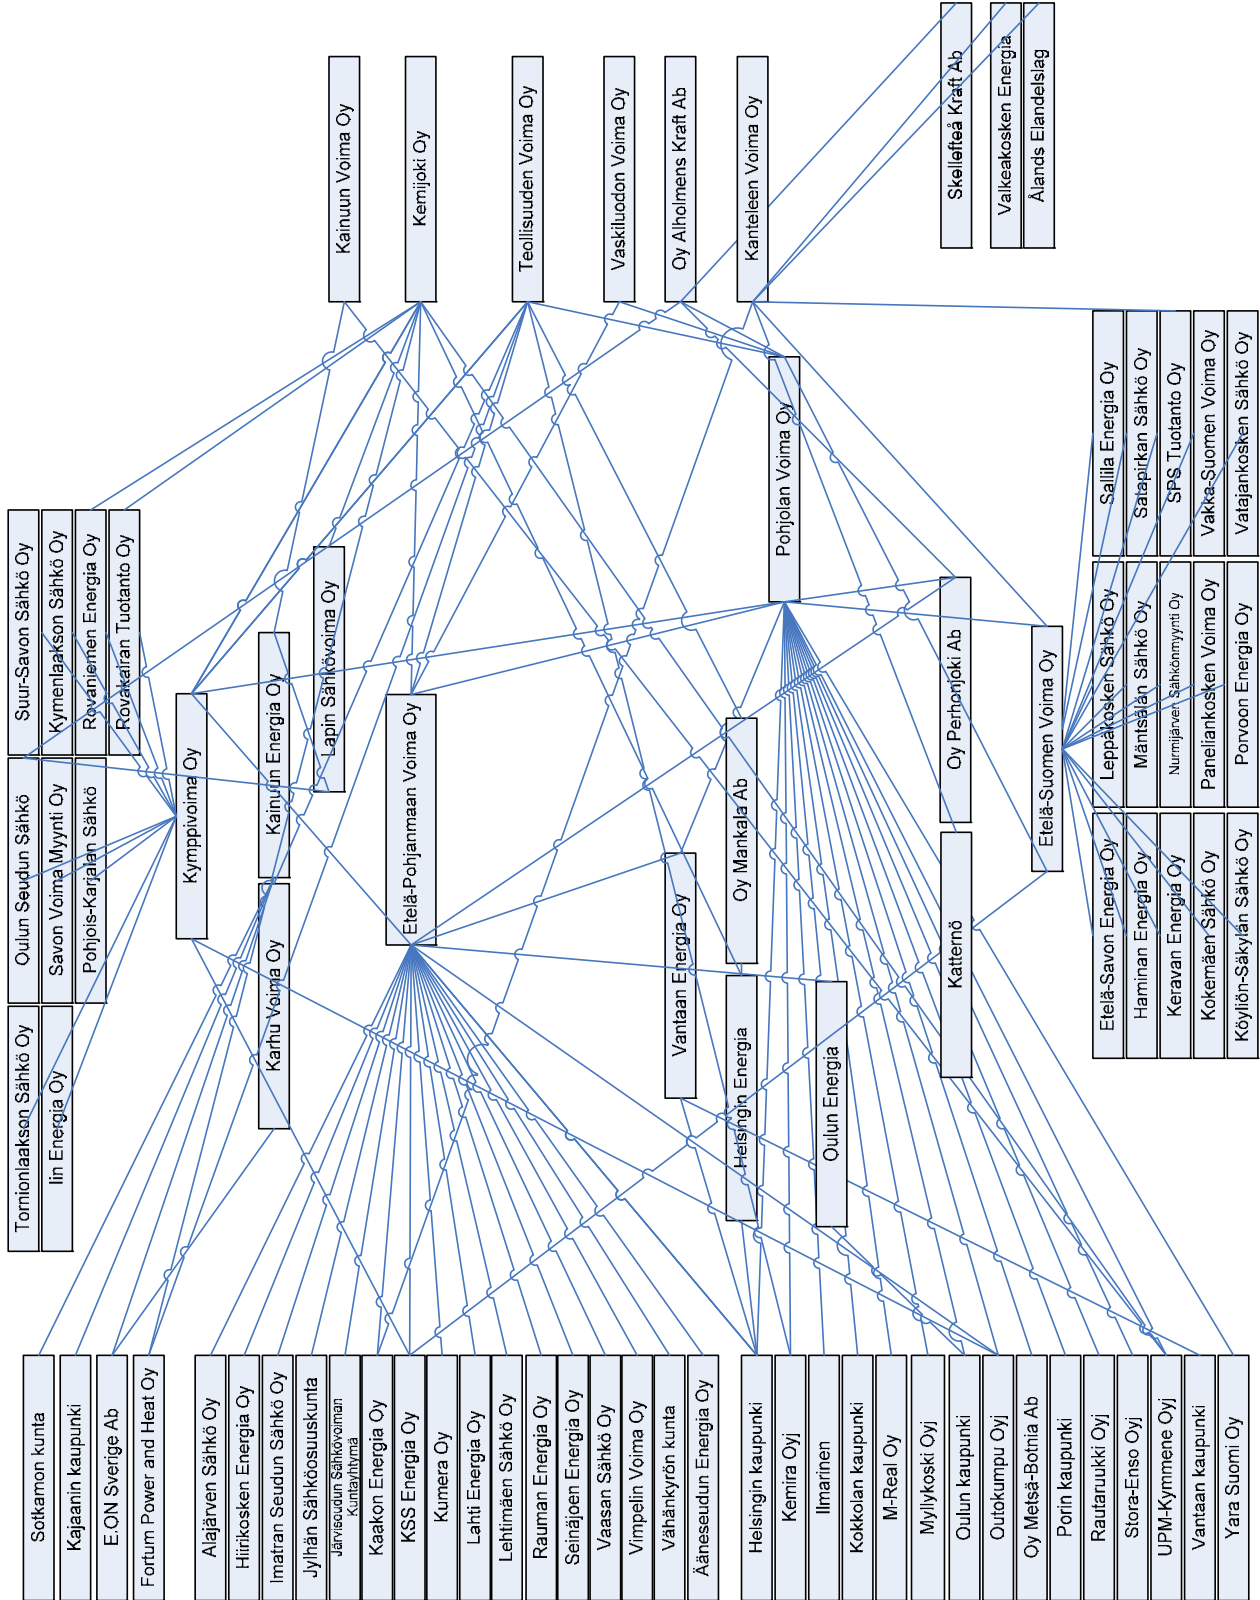 Kainuun Voima Oy
Kemijoki Oy
Teollisuuden Voima Oy
Vaskiluodon Voima Oy
Oy Alholmens Kraft Ab
Kanteleen Voima Oy
Skellefteå Kraft Ab
Valkeakosken Energia
Ålands Elandelslag
Suur-Savon Sähkö Oy
Kymenlaakson Sähkö Oy
Rovaniemen Energia Oy
Rovakairan Tuotanto Oy
Oulun Seudun Sähkö
Savon Voima Myynti Oy
Pohjois-Karjalan Sähkö
Tornionlaakson Sähkö Oy
Iin Energia Oy
Kymppivoima Oy
Kainuun Energia Oy
Lapin Sähkövoima Oy
Karhu Voima Oy
Etelä-Pohjanmaan Voima Oy
Pohjolan Voima Oy
Vantaan Energia Oy
Oy Mankala Ab
Helsingin Energia
Oulun Energia
Oy Perhonjoki Ab
Katternö
Etelä-Suomen Voima Oy
Sallila Energia Oy
Satapirkan Sähkö Oy
SPS Tuotanto Oy
Vakka-Suomen Voima Oy
Vatajankosken Sähkö Oy
Leppäkosken Sähkö Oy
Mäntsälän Sähkö Oy
Nurmijärven Sähkönmyynti Oy
Paneliankosken Voima Oy
Porvoon Energia Oy
Etelä-Savon Energia Oy
Haminan Energia Oy
Keravan Energia Oy
Kokemäen Sähkö Oy
Köyliön-Säkylän Sähkö Oy
Sotkamon kunta
Kajaanin kaupunki
E.ON Sverige Ab
Fortum Power and Heat Oy
Alajärven Sähkö Oy
Hiirikosken Energia Oy
Imatran Seudun Sähkö Oy
Jylhän Sähköosuuskunta
Järviseudun Sähkövoiman
Kuntayhtymä
Kaakon Energia Oy
KSS Energia Oy
Kumera Oy
Lahti Energia Oy
Lehtimäen Sähkö Oy
Rauman Energia Oy
Seinäjoen Energia Oy
Vaasan Sähkö Oy
Vimpelin Voima Oy
Vähänkyrön kunta
Ääneseudun Energia Oy
Helsingin kaupunki
Kemira Oyj
Ilmarinen
Kokkolan kaupunki
M-Real Oy
Myllykoski Oyj
Oulun kaupunki
Outokumpu Oyj
Oy Metsä-Botnia Ab
Porin kaupunki
Rautaruukki Oyj
Stora-Enso Oyj
UPM-Kymmene Oyj
Vantaan kaupunki
Yara Suomi Oy